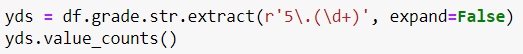 yds = df.grade.str.extract(r'5\.(\d+)', expand=False)
yds.value_counts()